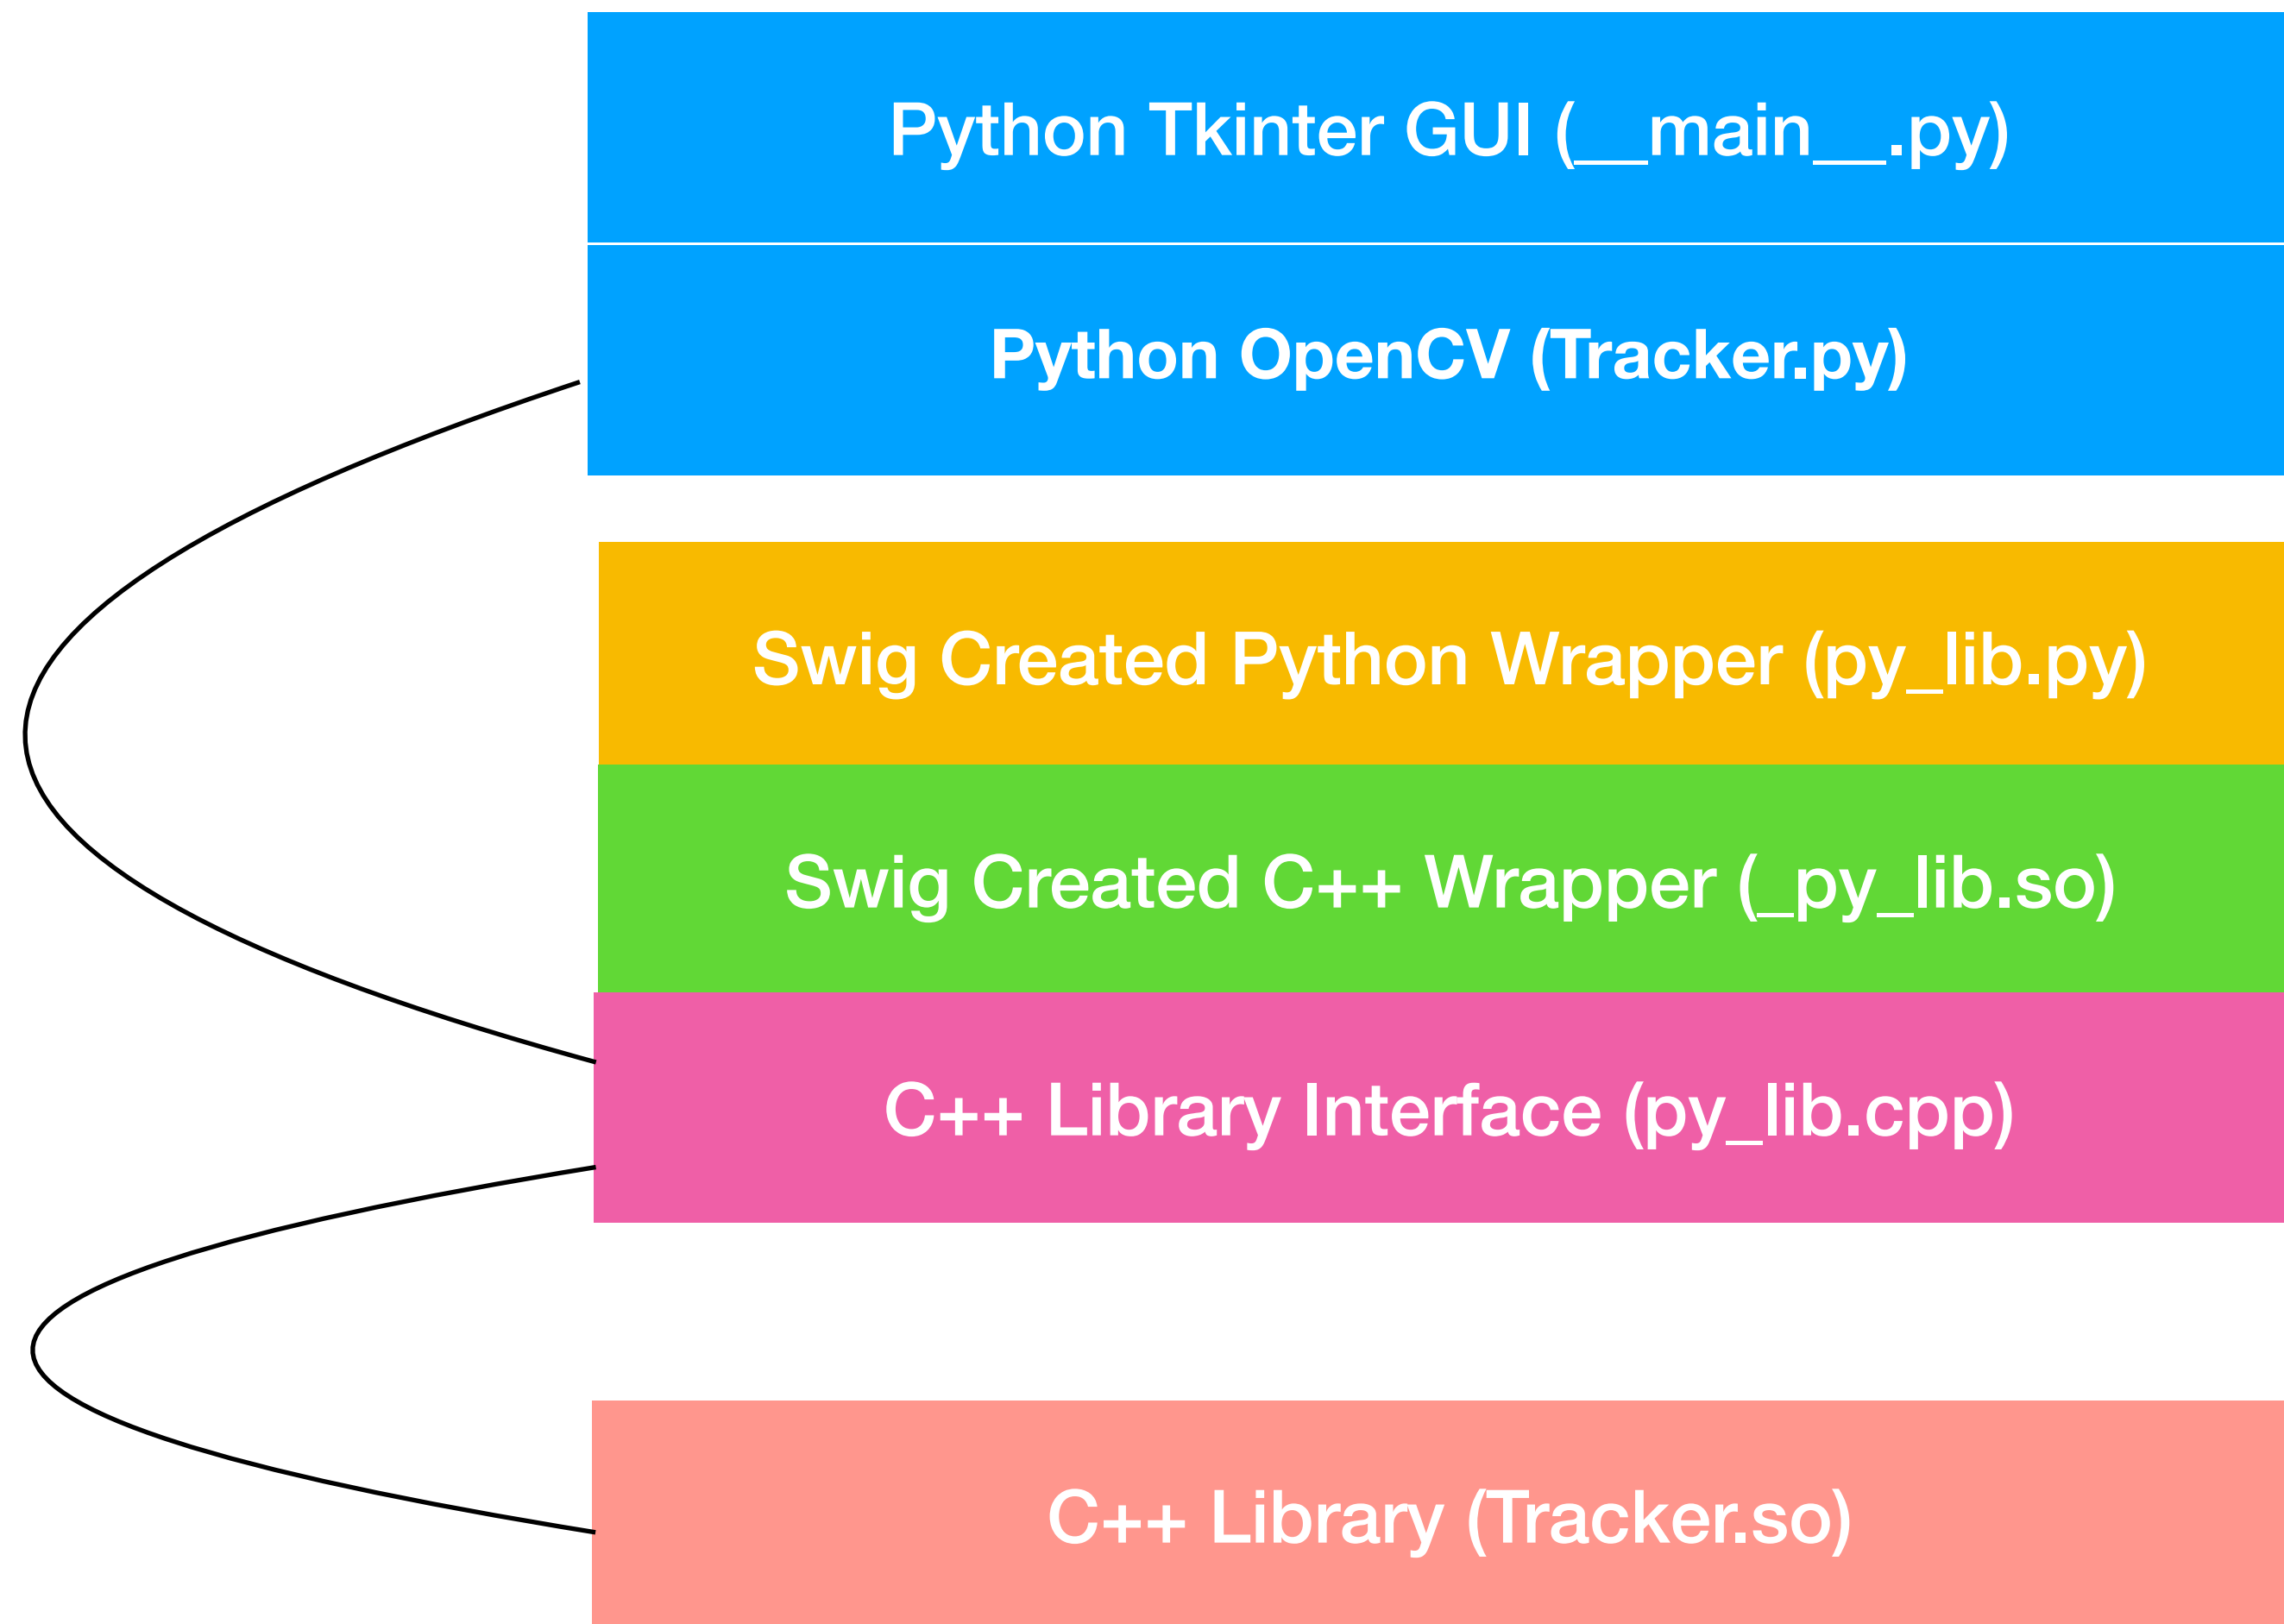 Python Tkinter GUI (__main__.py)
Python OpenCV (Tracker.py)
Swig Created Python Wrapper (py_lib.py)
Swig Created C++ Wrapper (_py_lib.so)
C++ Library Interface (py_lib.cpp)
C++ Library (Tracker.so)